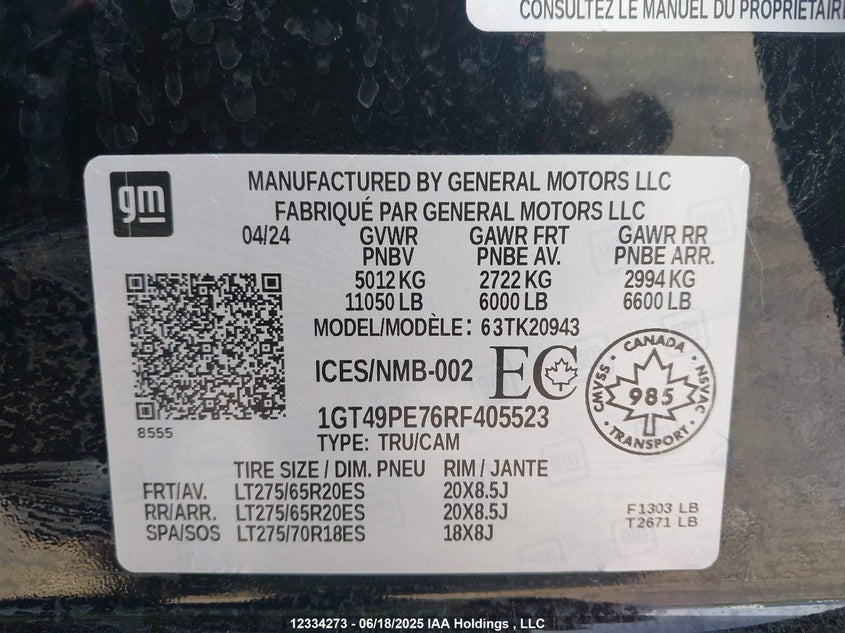 CONSULTEZ LE MANUEL DU PROPRIÉTAIRE
gm
MANUFACTURED BY GENERAL MOTORS LLC
FABRIQUÉ PAR GENERAL MOTORS LLC
04/24 GVWR GAWR FRT GAWR RR
PNBV PNBE AV. PNBE ARR.
5012 KG 2722 KG 2994 KG
11050 LB 6000 LB 6600 LB
MODEL/MODÈLE: 63TK20943
ICES/NMB-002 EC
CANADA
CMVSS 985 NSVAC
TRANSPORT
8555
1GT49PE76RF405523
TYPE: TRU/CAM
TIRE SIZE / DIM. PNEU RIM / JANTE
FRT/AV. LT275/65R20ES 20X8.5J
RR/ARR. LT275/65R20ES 20X8.5J F1303 LB
SPA/SOS LT275/70R18ES 18X8J T2671 LB
12334273 - 06/18/2025 IAA Holdings , LLC